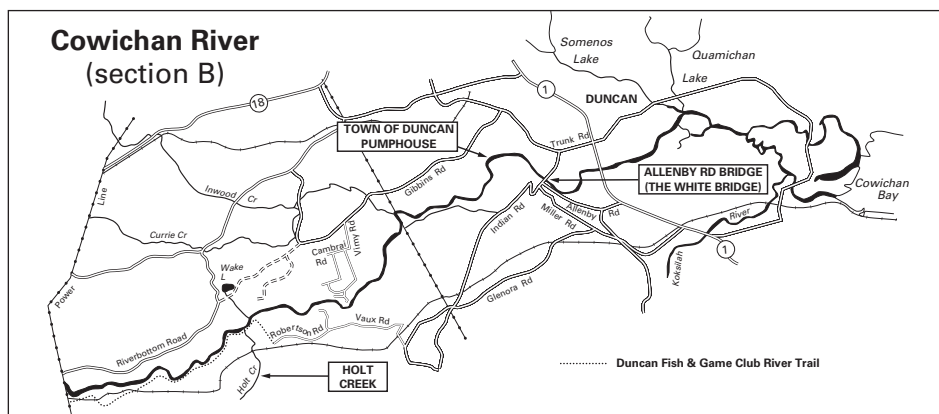 Cowichan River
(section B)
Somenos
Lake
Quamichan
Lake
18
1
DUNCAN
TOWN OF DUNCAN
PUMPHOUSE
Trunk Rd
ALLENBY RD BRIDGE
(THE WHITE BRIDGE)
Gibbins Rd
Inwood
Cr
Indian Rd
Allenby
Rd
Miller Rd
Cowichan
Bay
River
Line
Currie Cr
Vimy Rd
Cambrai
Rd
Koksilah
1
Wake
L
Power
Glenora Rd
Vaux Rd
Robertson Rd
Riverbottom Road
Duncan Fish & Game Club River Trail
HOLT
CREEK
Holt Cr